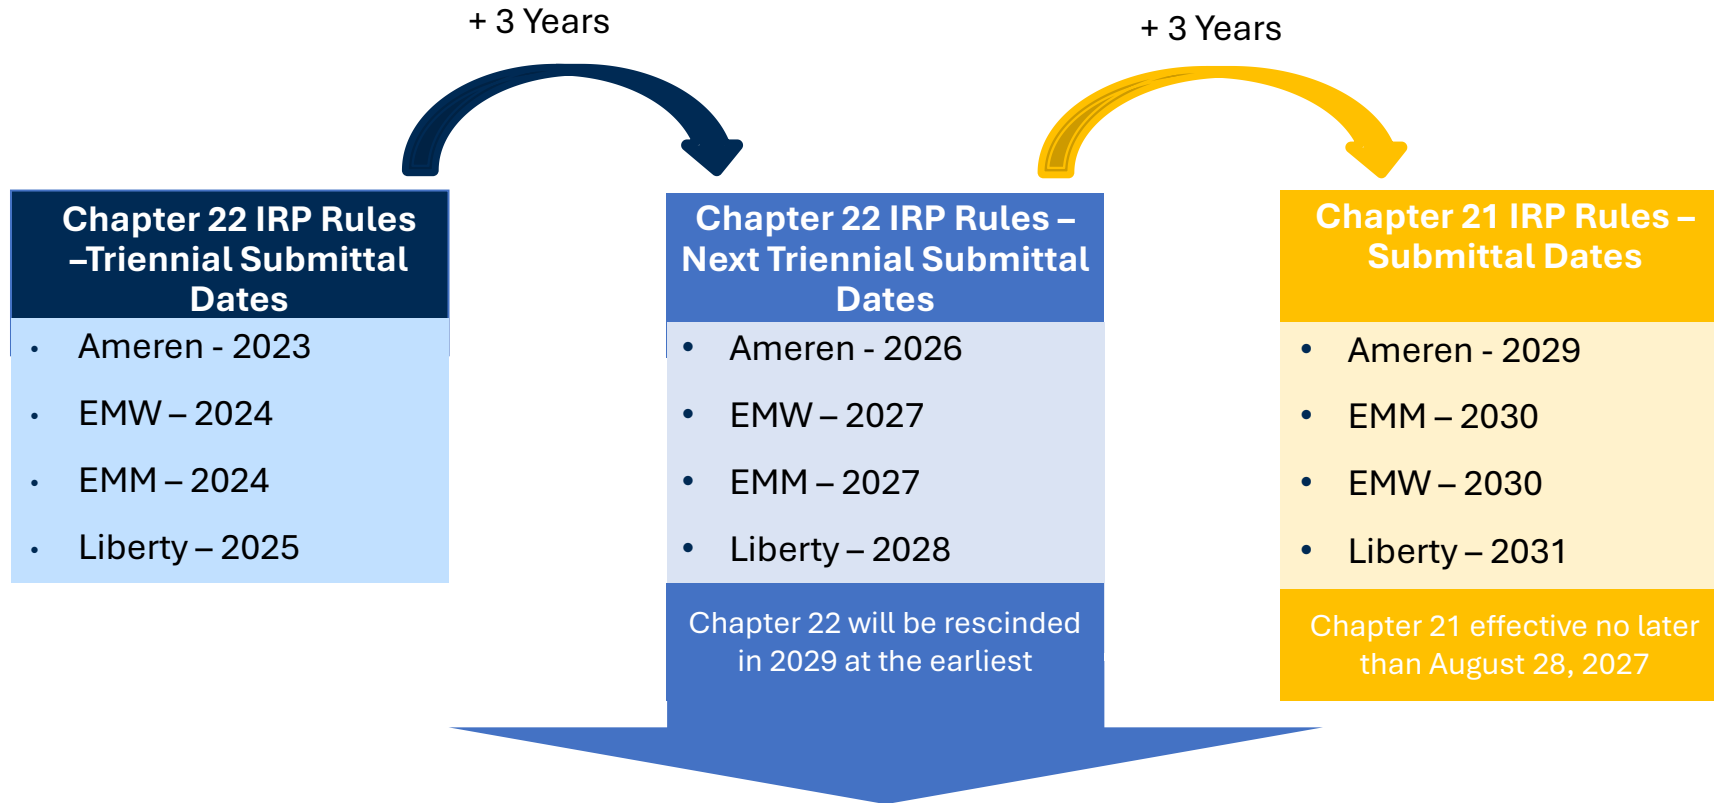 + 3 Years
+ 3 Years
Chapter 22 IRP Rules
–Triennial Submittal
Dates
• Ameren - 2023
• EMW – 2024
• EMM – 2024
• Liberty – 2025
Chapter 22 IRP Rules –
Next Triennial Submittal
Dates
• Ameren - 2026
• EMW – 2027
• EMM – 2027
• Liberty – 2028
Chapter 22 will be rescinded
in 2029 at the earliest
Chapter 21 IRP Rules –
Submittal Dates
• Ameren - 2029
• EMM – 2030
• EMW – 2030
• Liberty – 2031
Chapter 21 effective no later
than August 28, 2027